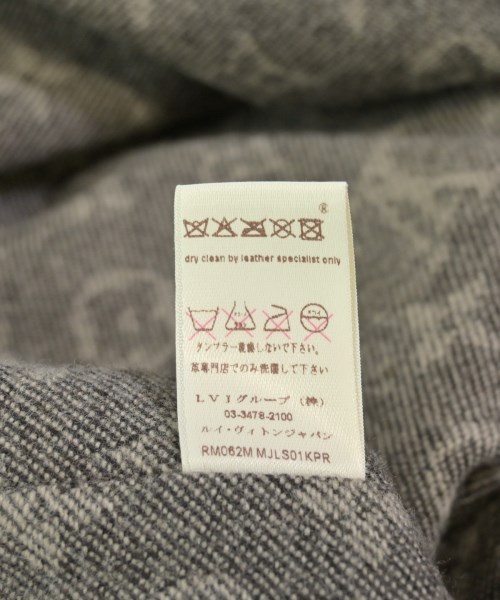 ®
dry clean by leather specialist only
タンブラー乾燥しないで下さい。
革専門店でのみ洗濯して下さい
LVJグループ (株)
03-3478-2100
ルイ・ヴィトンジャパン
RM062M MJLS01KPR